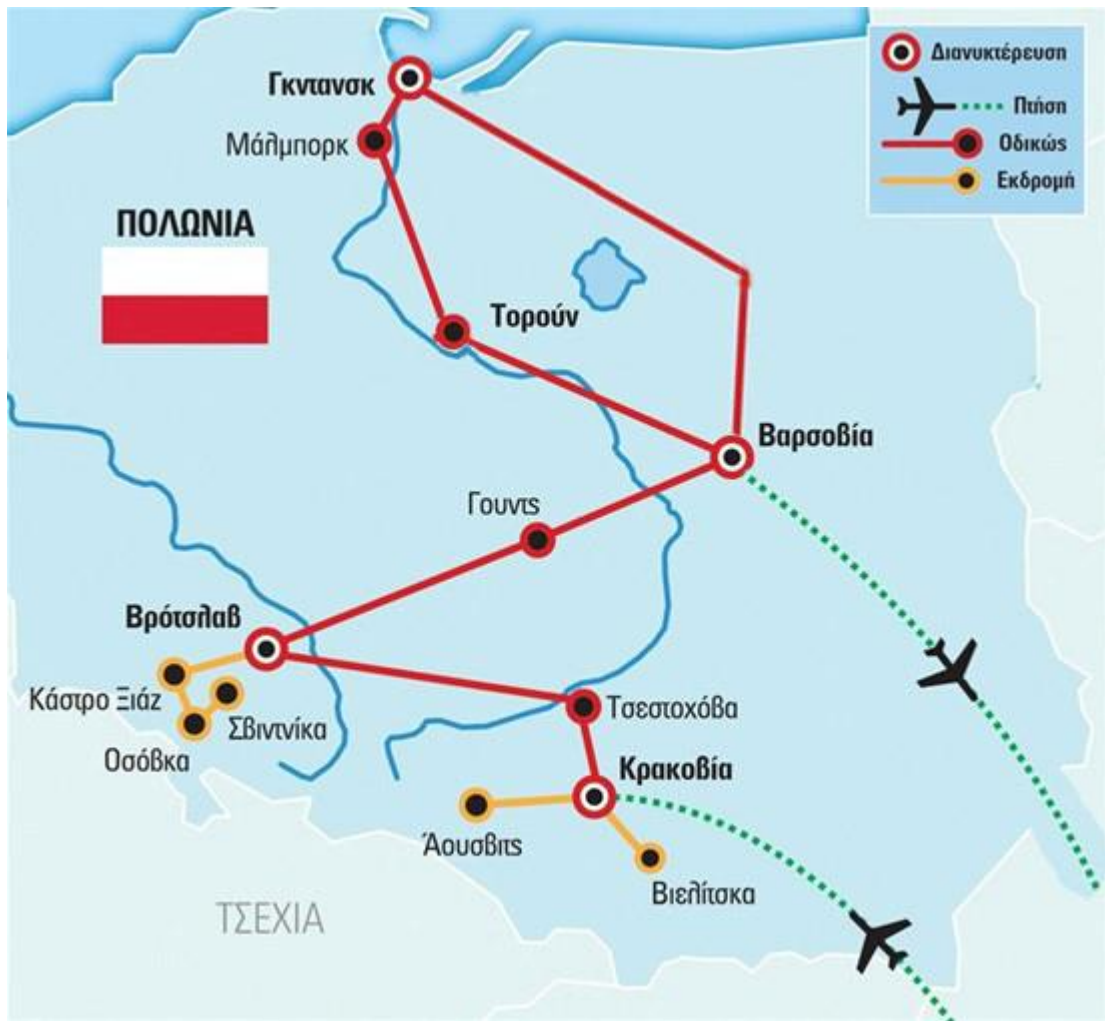 Διανυκτέρευση
Πτήση
Οδικώς
Εκδρομή
Γκντανσκ
Μάλμπορκ
ΠΟΛΩΝΙΑ
Τορούν
Βαρσοβία
Γουντς
Βρότσλαβ
Κάστρο Ξιάζ
Σβιντνίκα
Οσόβκα
Τσεστοχόβα
Κρακοβία
Άουσβιτς
Βιελίτσκα
ΤΣΕΧΙΑ